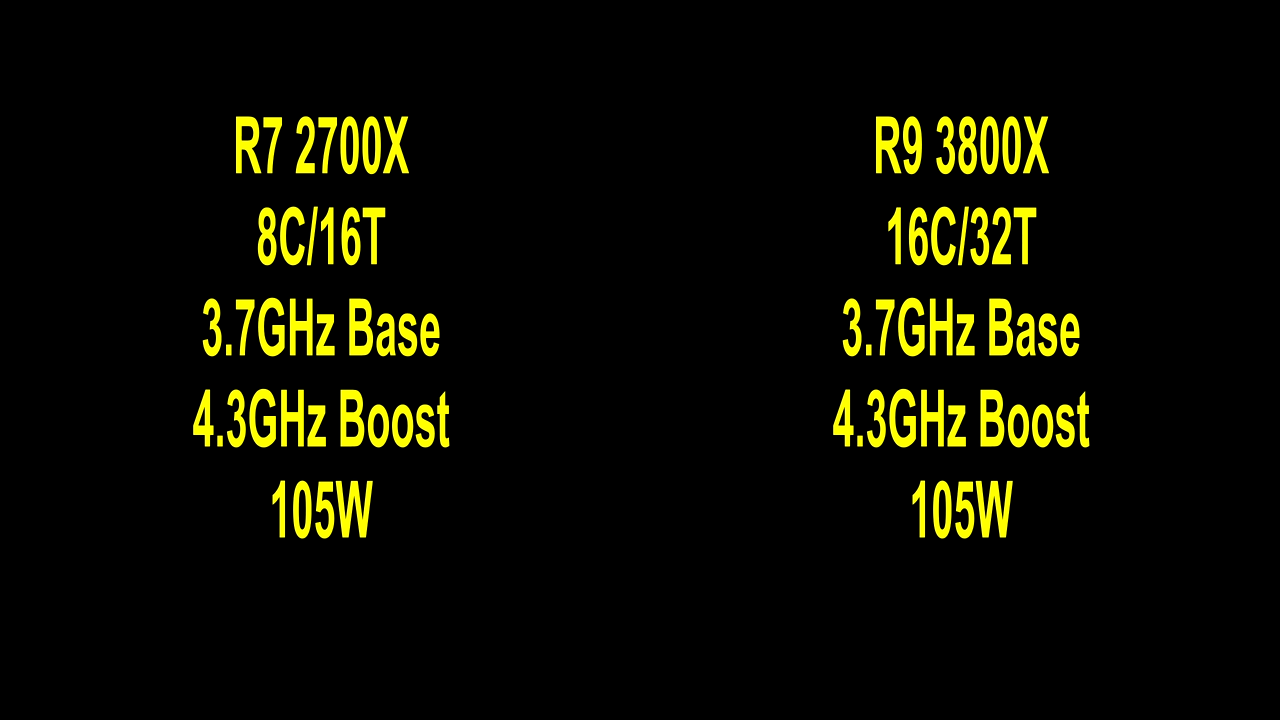 R7 2700X
8C/16T
3.7GHz Base
4.3GHz Boost
105W
R9 3800X
16C/32T
3.7GHz Base
4.3GHz Boost
105W